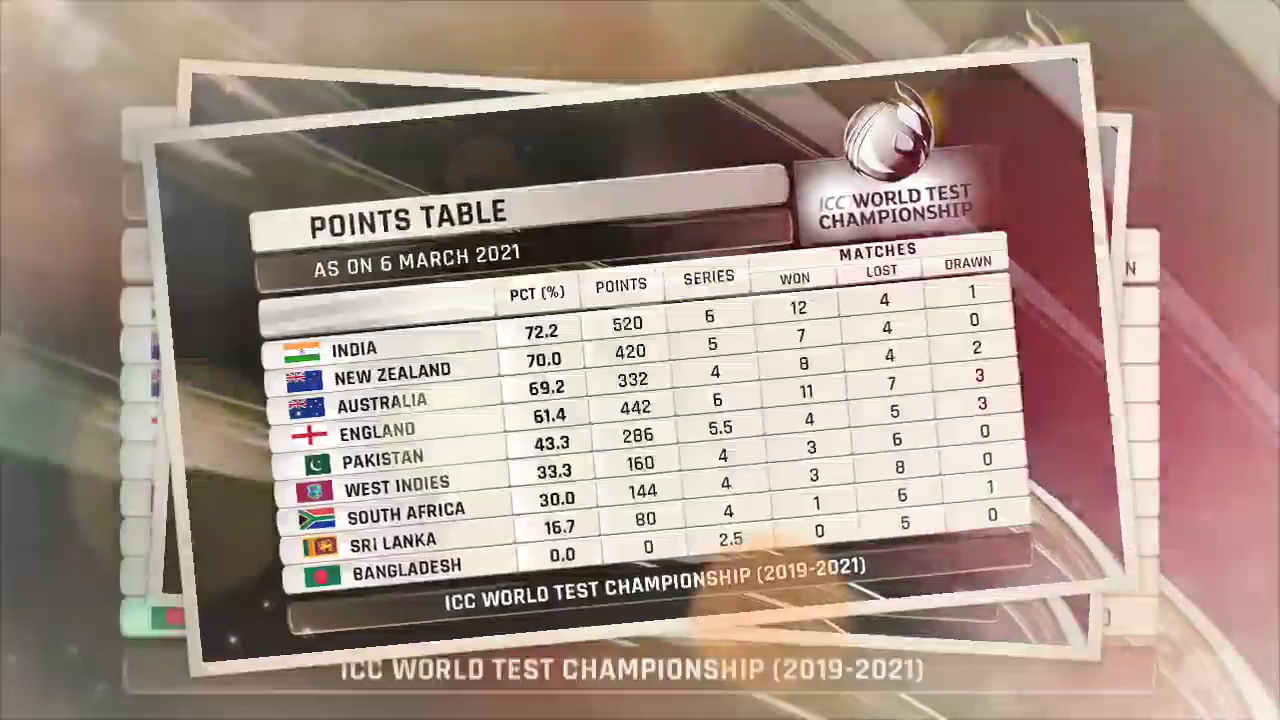 ICC WORLD TEST
CHAMPIONSHIP
POINTS TABLE
AS ON 6 MARCH 2021
MATCHES
PCT (%) POINTS SERIES WON LOST DRAWN
INDIA 72.2 520 6 12 4 1
NEW ZEALAND 70.0 420 5 7 4 0
AUSTRALIA 69.2 332 4 8 4 2
ENGLAND 61.4 442 6 11 7 3
PAKISTAN 43.3 286 5.5 4 5 3
WEST INDIES 33.3 160 4 3 6 0
SOUTH AFRICA 30.0 144 4 3 8 0
SRI LANKA 16.7 80 4 1 6 1
BANGLADESH 0.0 0 2.5 0 5 0
ICC WORLD TEST CHAMPIONSHIP (2019-2021)
ICC WORLD TEST CHAMPIONSHIP (2019-2021)